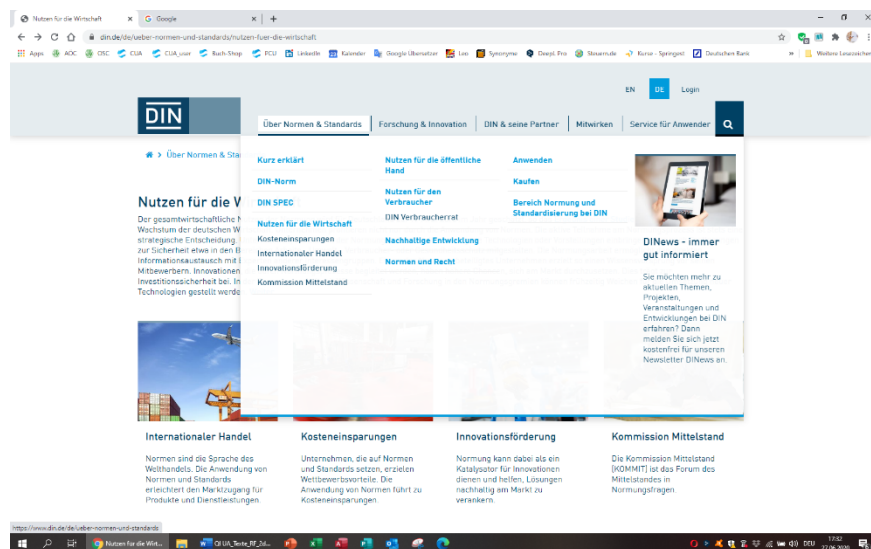 Nutzen für die Wirtschaft
Google
din.de/de/ueber-normen-und-standards/nutzen-fuer-die-wirtschaft
Apps AOC OSC CUA CUA_user Buch-Shop PCU LinkedIn Kalender Google Übersetzer Leo Synonyme DeepL Pro Steuern.de Kurse - Springest Deutschen Bank » Weitere Lesezeichen
EN DE Login
DIN
Über Normen & Standards Forschung & Innovation DIN & seine Partner Mitwirken Service für Anwender
> Über Normen & Sta
Kurz erklärt
DIN-Norm
DIN SPEC
Nutzen für die Wirtschaft
Kosteneinsparungen
Internationaler Handel
Innovationsförderung
Kommission Mittelstand
Nutzen für die öffentliche
Hand
Nutzen für den
Verbraucher
DIN Verbraucherrat
Nachhaltige Entwicklung
Normen und Recht
Anwenden
Kaufen
Bereich Normung und
Standardisierung bei DIN
DINews - immer
gut informiert
Sie möchten mehr zu
aktuellen Themen,
Projekten,
Veranstaltungen und
Entwicklungen bei DIN
erfahren? Dann
melden Sie sich jetzt
kostenfrei für unseren
Newsletter DINews an.
Nutzen für die W
Der gesamtwirtschaftliche N
Wachstum der deutschen W
strategische Entscheidung.
zur Sicherheit etwa in den B
Informationsaustausch mit
Mitbewerbern. Innovationen
Investitionssicherheit bei. In
Technologien gestellt werde
Internationaler Handel
Normen sind die Sprache des
Welthandels. Die Anwendung von
Normen und Standards
erleichtert den Marktzugang für
Produkte und Dienstleistungen.
Kosteneinsparungen
Unternehmen, die auf Normen
und Standards setzen, erzielen
Wettbewerbsvorteile. Die
Anwendung von Normen führt zu
Kosteneinsparungen.
Innovationsförderung
Normung kann dabei als ein
Katalysator für Innovationen
dienen und helfen, Lösungen
nachhaltig am Markt zu
verankern.
Kommission Mittelstand
Die Kommission Mittelstand
(KOMMIT) ist das Forum des
Mittelstandes in
Normungsfragen.
https://www.din.de/de/ueber-normen-und-standards
Nutzen für die Wirt...
DEU
17:32
17.06.2020